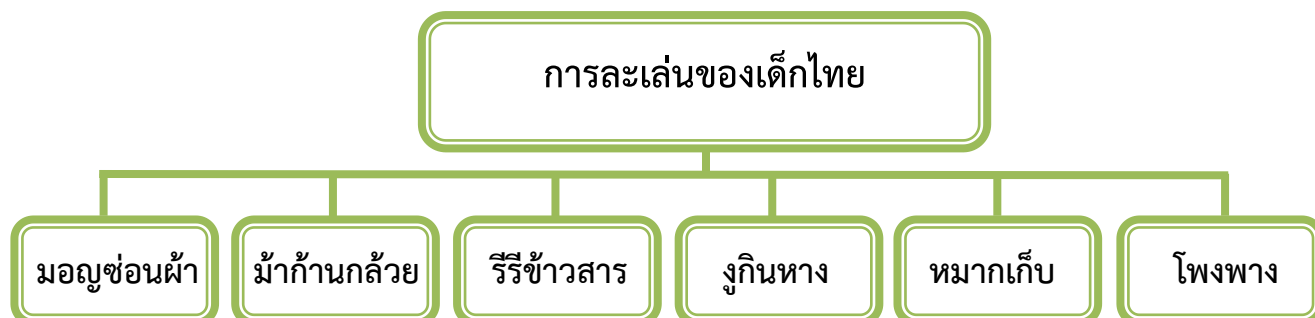 การละเล่นของเด็กไทย
มอญซ่อนผ้า
ม้าก้านกล้วย
รีรีข้าวสาร
งูกินหาง
หมากเก็บ
โพงพาง